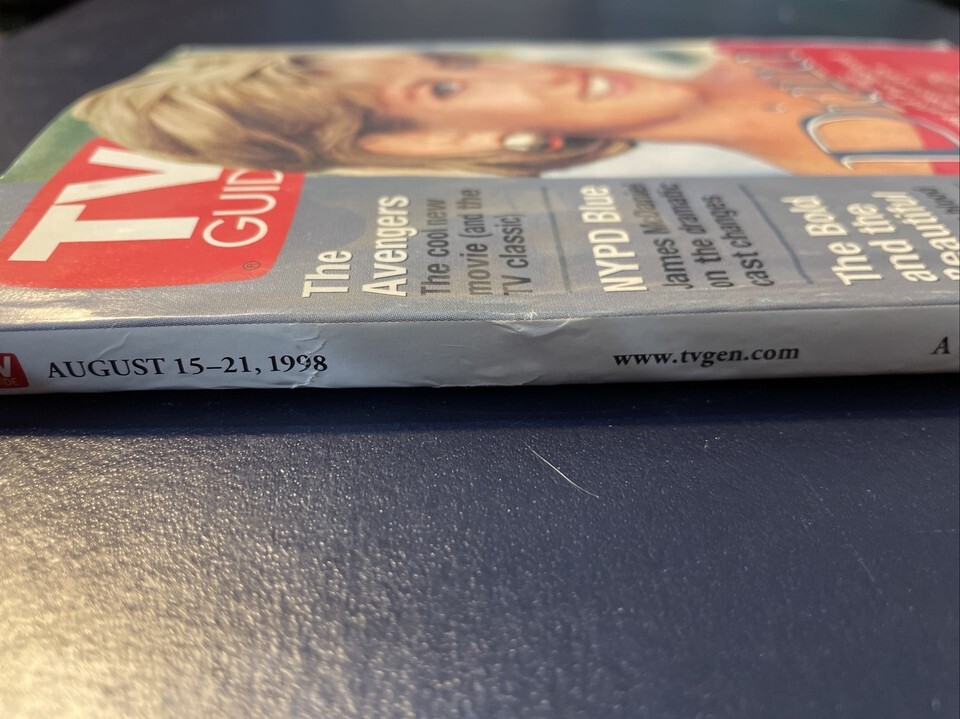 TV
GUIDE
®
The
Avengers
The cool new
movie (and the
TV classic)
NYPD Blue
James McDaniel
on the dramatic
cast changes
The Bold
and the
Beautiful
AUGUST 15–21, 1998
www.tvgen.com
A